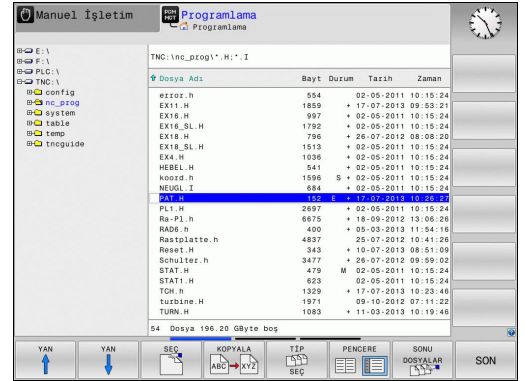 Manuel İşletim
PGM
MGT
Programlama
Programlama
E:\
F:\
PLC:\
TNC:\
config
nc_prog
system
table
temp
tncguide
TNC:\nc_prog\*.H;*.I
Dosya Adı Bayt Durum Tarih Zaman
error.h 554 02-05-2011 10:15:24
EX11.H 1859 + 17-07-2013 09:53:21
EX16.H 997 + 02-05-2011 10:15:24
EX16_SL.H 1792 + 02-05-2011 10:15:24
EX18.H 796 + 26-07-2012 08:08:20
EX18_SL.H 1513 + 02-05-2011 10:15:24
EX4.H 1036 + 02-05-2011 10:15:24
HEBEL.H 541 + 02-05-2011 10:15:24
koord.h 1596 S + 02-05-2011 10:15:24
NEUGL.I 684 + 02-05-2011 10:15:24
PAT.H 152 E + 17-07-2013 10:26:27
PL1.H 2697 + 02-05-2011 10:15:24
Ra-Pl.h 6675 + 18-09-2012 13:06:26
RAD6.h 400 + 05-03-2013 11:54:16
Rastplatte.h 4837 25-07-2012 10:41:26
Reset.H 343 + 10-07-2013 08:51:09
Schulter.h 3477 + 26-07-2012 09:59:02
STAT.H 479 M 02-05-2011 10:15:24
STAT1.H 623 02-05-2011 10:15:24
TCH.h 1329 + 17-07-2013 10:23:46
turbine.H 1971 09-10-2012 07:11:22
TURN.H 1083 + 11-03-2013 10:19:46
54 Dosya 196.20 GByte boş
YAN
YAN
SEÇ
KOPYALA
ABC XYZ
TİP
SEÇ
PENCERE
SONU
DOSYALAR
SON